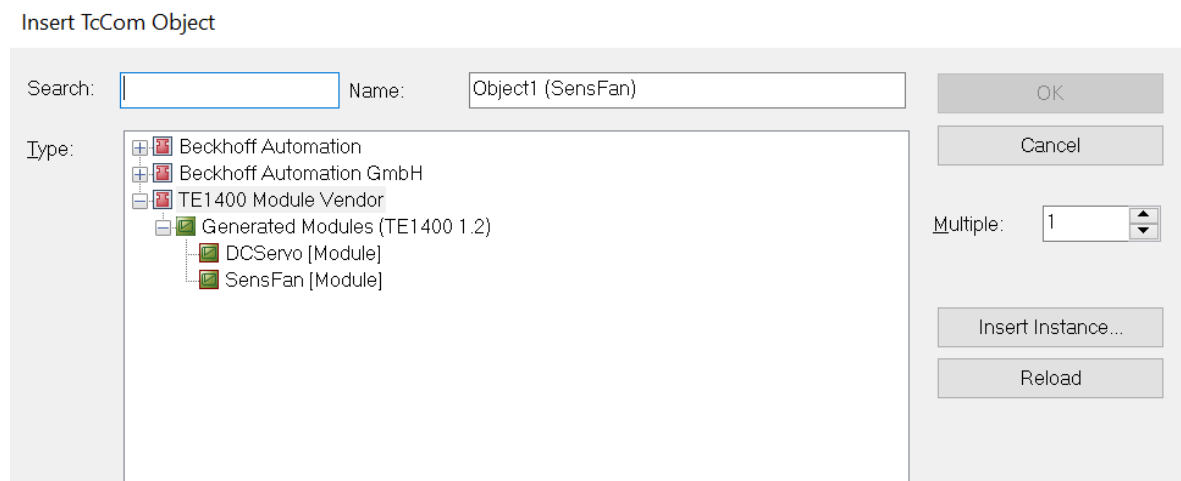 Insert TcCom Object
Search: Name: Object1 (SensFan) OK
Type: Beckhoff Automation Cancel
Beckhoff Automation GmbH
TE1400 Module Vendor
Generated Modules (TE1400 1.2) Multiple: 1
DCServo [Module]
SensFan [Module]
Insert Instance...
Reload